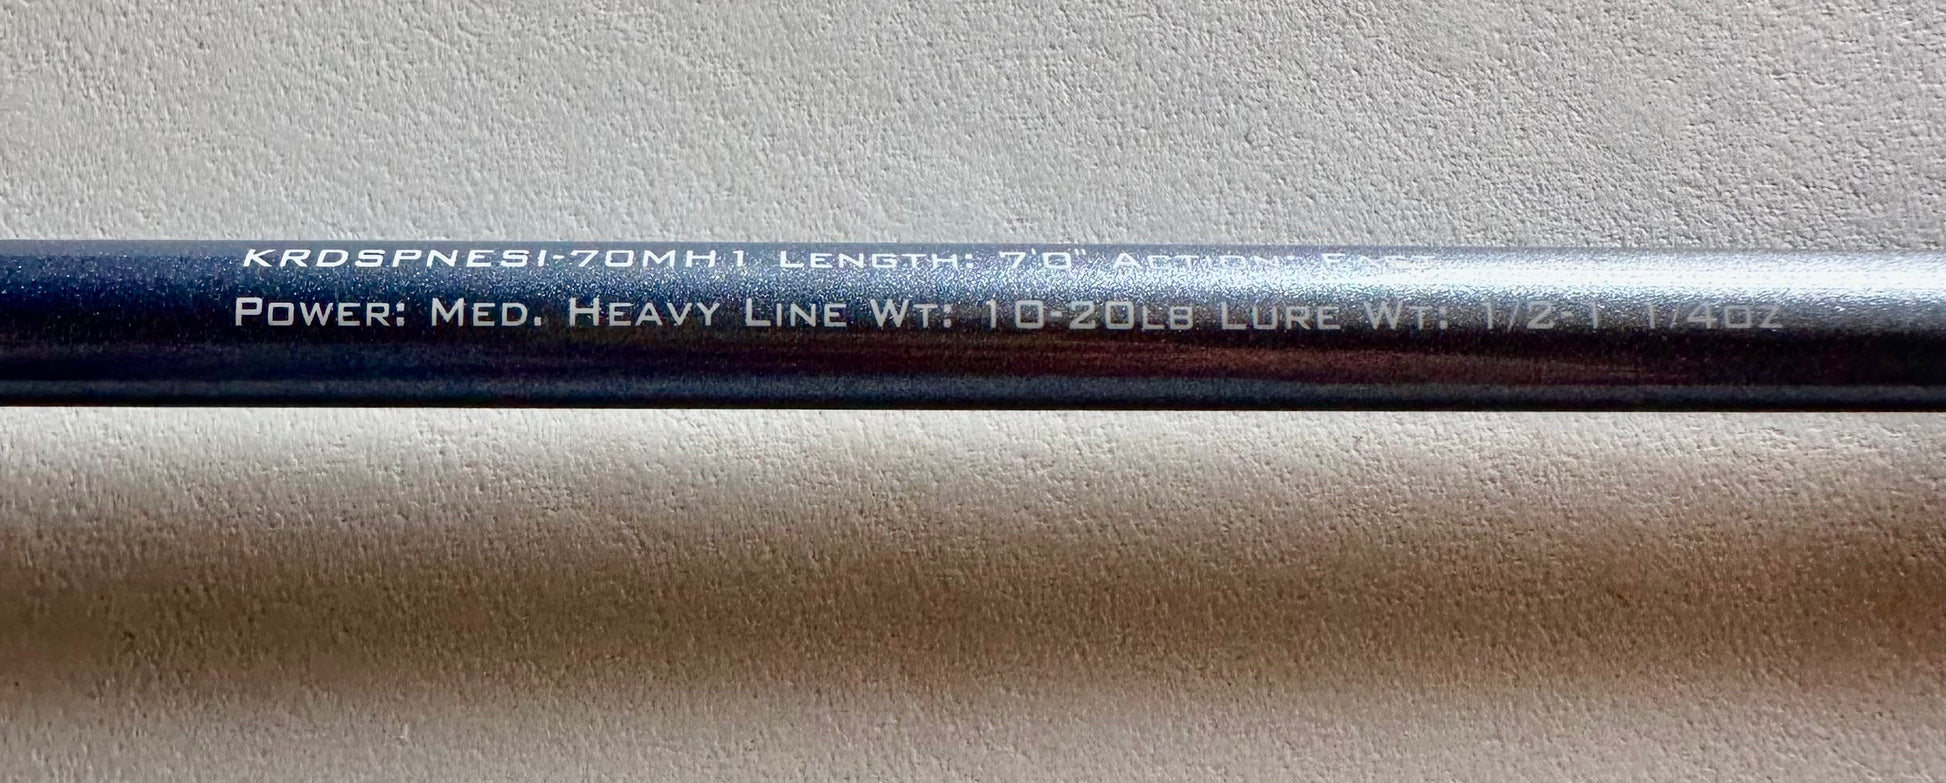 KRDSPNESI-70MH1 LENGTH: 7'0" ACTION: FAST
POWER: MED. HEAVY LINE WT: 10-20LB LURE WT: 1/2-1 1/4OZ